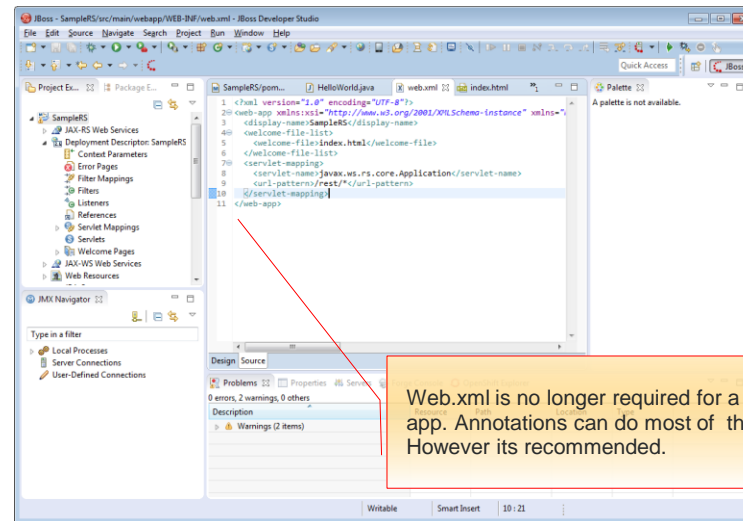 JBoss - SampleRS/src/main/webapp/WEB-INF/web.xml - JBoss Developer Studio
File Edit Source Navigate Search Project Run Window Help
Quick Access
JBoss
Project Ex...
Package E...
SampleRS
JAX-RS Web Services
Deployment Descriptor: SampleRS
Context Parameters
Error Pages
Filter Mappings
Filters
Listeners
References
Servlet Mappings
Servlets
Welcome Pages
JAX-WS Web Services
Web Resources
JMX Navigator
Type in a filter
Local Processes
Server Connections
User-Defined Connections
SampleRS/pom... HelloWorld.java web.xml index.html »1
1 <?xml version="1.0" encoding="UTF-8"?>
2 <web-app xmlns:xsi="http://www.w3.org/2001/XMLSchema-instance" xmlns="
3 <display-name>SampleRS</display-name>
4 <welcome-file-list>
5 <welcome-file>index.html</welcome-file>
6 </welcome-file-list>
7 <servlet-mapping>
8 <servlet-name>javax.ws.rs.core.Application</servlet-name>
9 <url-pattern>/rest/*</url-pattern>
10 </servlet-mapping>
11 </web-app>
Design Source
Palette
A palette is not available.
Problems Properties Servers
0 errors, 2 warnings, 0 others
Description Resource Path Location Type
Warnings (2 items)
Web.xml is no longer required for a
app. Annotations can do most of th
However its recommended.
Writable Smart Insert 10 : 21